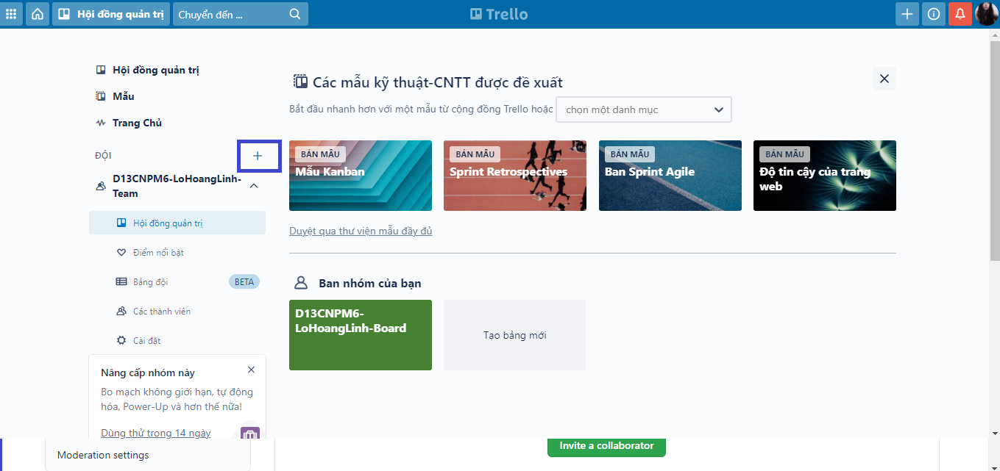 Hội đồng quản trị
Chuyển đến ...
Trello
Hội đồng quản trị
Mẫu
Trang Chủ
ĐỘI
D13CNPM6-LoHoangLinh-
Team
Hội đồng quản trị
Điểm nổi bật
Bảng đội
BETA
Các thành viên
Cài đặt
Nâng cấp nhóm này
Bo mạch không giới hạn, tự động
hóa, Power-Up và hơn thế nữa!
Dùng thử trong 14 ngày
Các mẫu kỹ thuật-CNTT được đề xuất
Bắt đầu nhanh hơn với một mẫu từ cộng đồng Trello hoặc
chọn một danh mục
BẢN MẪU
Mẫu Kanban
BẢN MẪU
Sprint Retrospectives
BẢN MẪU
Ban Sprint Agile
BẢN MẪU
Độ tin cậy của trang
web
Duyệt qua thư viện mẫu đầy đủ
Ban nhóm của bạn
D13CNPM6-
LoHoangLinh-Board
Tạo bảng mới
Moderation settings
Invite a collaborator